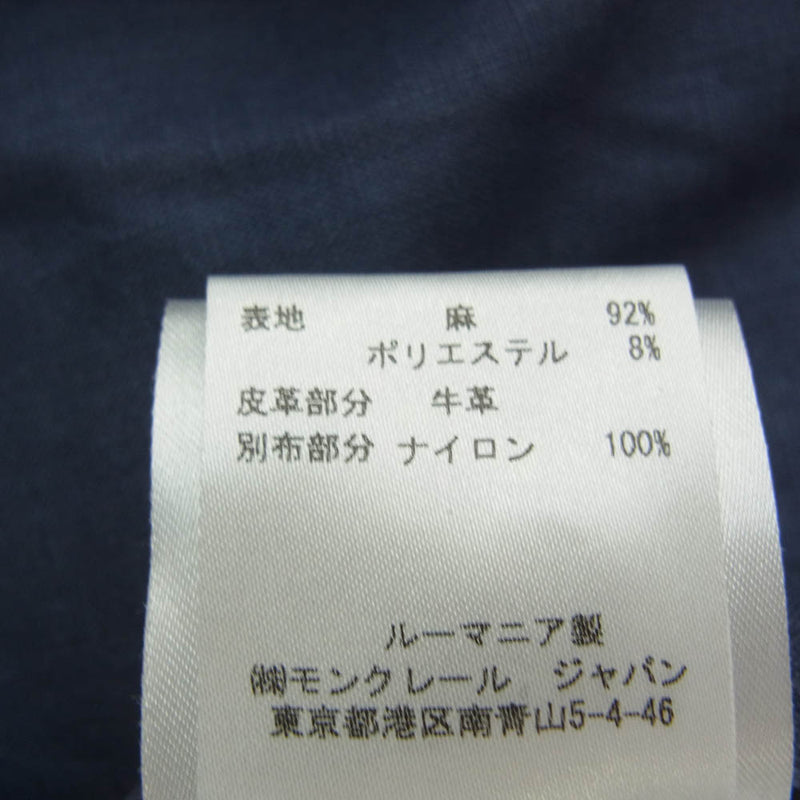 表地 麻 92%
ポリエステル 8%
皮革部分 牛革
別布部分 ナイロン 100%
ルーマニア製
㈱モンクレール ジャパン
東京都港区南青山5-4-46